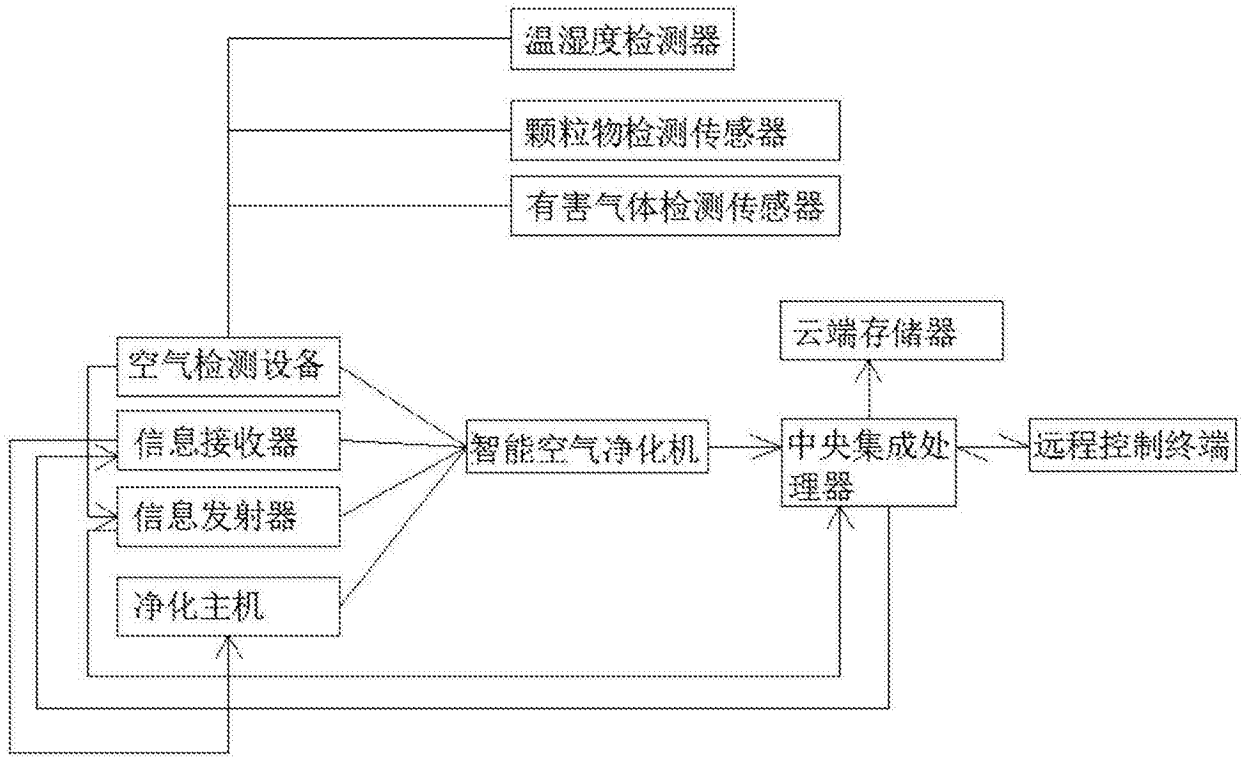 温湿度检测器
颗粒物检测传感器
有害气体检测传感器
云端存储器
空气检测设备
信息接收器
智能空气净化机
中央集成处
理器
远程控制终端
信息发射器
净化主机